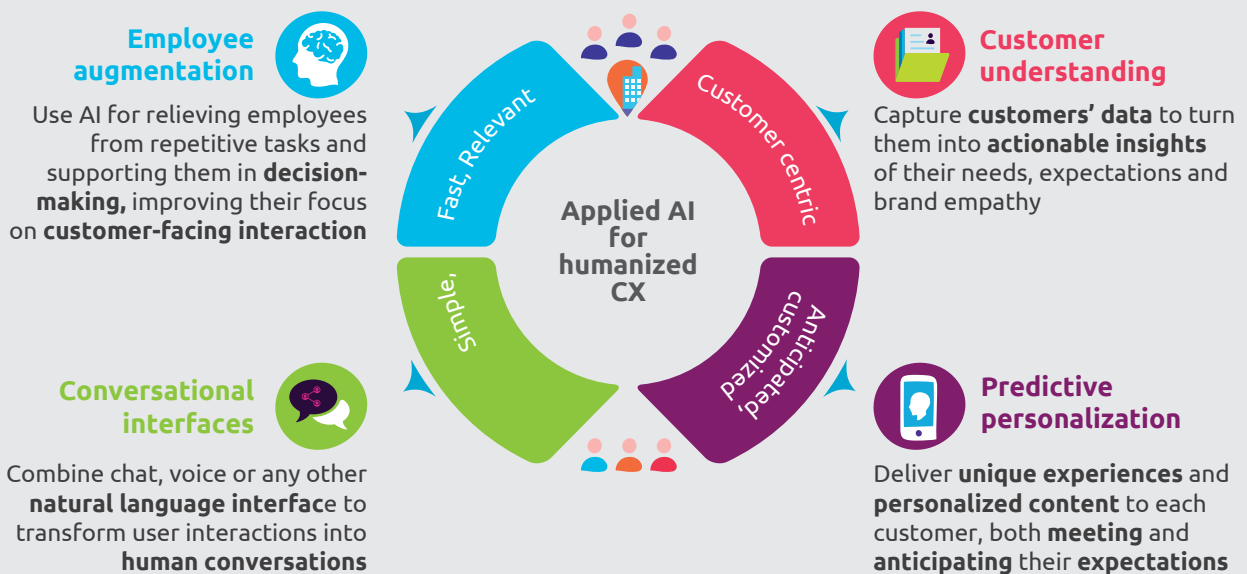 Employee
augmentation
Use AI for relieving employees
from repetitive tasks and
supporting them in decision-
making, improving their focus
on customer-facing interaction
Fast, Relevant
Customer centric
Customer
understanding
Capture customers’ data to turn
them into actionable insights
of their needs, expectations and
brand empathy
Applied AI
for
humanized
CX
Simple,
Anticipated,
customized
Conversational
interfaces
Combine chat, voice or any other
natural language interface to
transform user interactions into
human conversations
Predictive
personalization
Deliver unique experiences and
personalized content to each
customer, both meeting and
anticipating their expectations